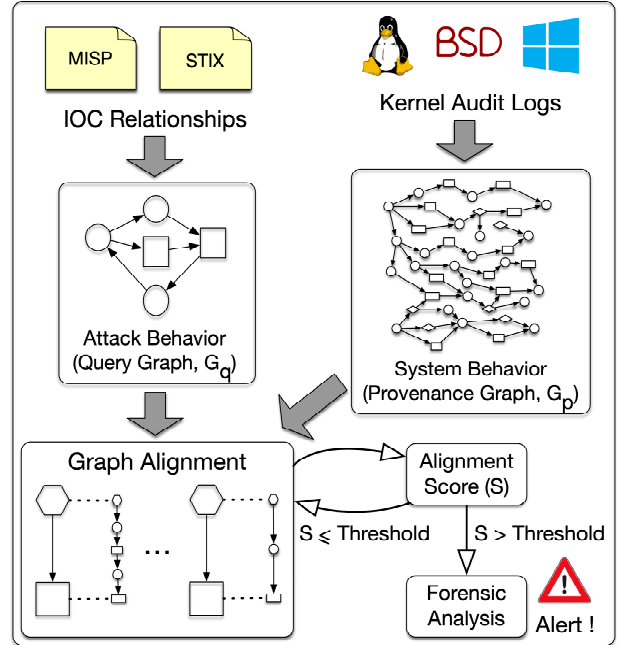 MISP
STIX
BSD
IOC Relationships
Kernel Audit Logs
Attack Behavior
(Query Graph, Gq)
System Behavior
(Provenance Graph, Gp)
Graph Alignment
...
Alignment
Score (S)
S ⩽ Threshold
S > Threshold
Forensic
Analysis
!
Alert !